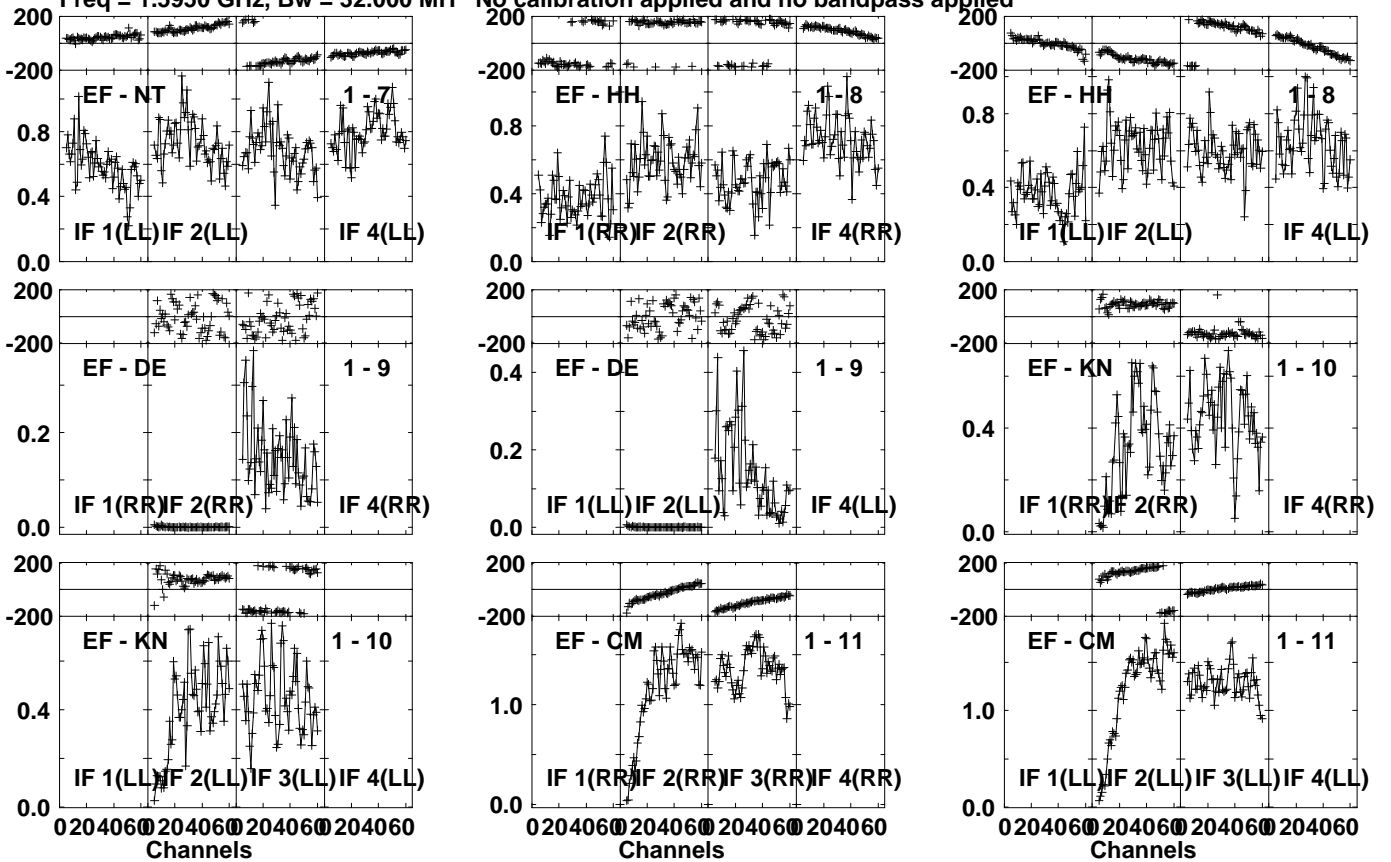 Freq = 1.5950 GHz, Bw = 32.000 MH No calibration applied and no bandpass applied
200
-200
EF - NT 1 - 7
0.8
0.4
0.0
IF 1(LL) IF 2(LL) IF 4(LL)
200
-200
EF - HH 1 - 8
0.8
0.4
0.0
IF 1(RR) IF 2(RR) IF 4(RR)
200
-200
EF - HH 1 - 8
0.8
0.4
0.0
IF 1(LL) IF 2(LL) IF 4(LL)
200
-200
EF - DE 1 - 9
0.2
0.0
IF 1(RR) IF 2(RR) IF 4(RR)
200
-200
EF - DE 1 - 9
0.4
0.2
0.0
IF 1(LL) IF 2(LL) IF 4(LL)
200
-200
EF - KN 1 - 10
0.4
0.0
IF 1(RR) IF 2(RR) IF 4(RR)
200
-200
EF - KN 1 - 10
0.4
0.0
IF 1(LL) IF 2(LL) IF 3(LL) IF 4(LL)
0 20 40 60 0 20 40 60 0 20 40 60 0 20 40 60
Channels
200
-200
EF - CM 1 - 11
1.0
0.0
IF 1(RR) IF 2(RR) IF 3(RR) IF 4(RR)
0 20 40 60 0 20 40 60 0 20 40 60 0 20 40 60
Channels
200
-200
EF - CM 1 - 11
1.0
0.0
IF 1(LL) IF 2(LL) IF 3(LL) IF 4(LL)
0 20 40 60 0 20 40 60 0 20 40 60 0 20 40 60
Channels